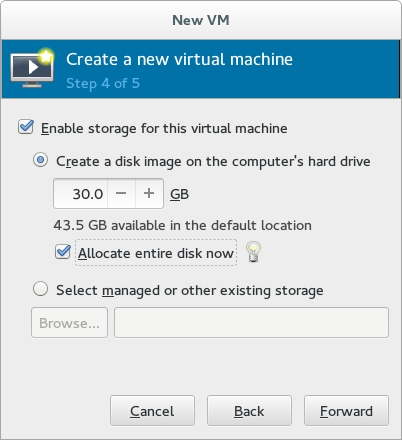 New VM
Create a new virtual machine
Step 4 of 5
Enable storage for this virtual machine
Create a disk image on the computer's hard drive
30.0 − + GB
43.5 GB available in the default location
Allocate entire disk now
Select managed or other existing storage
Browse...
Cancel Back Forward